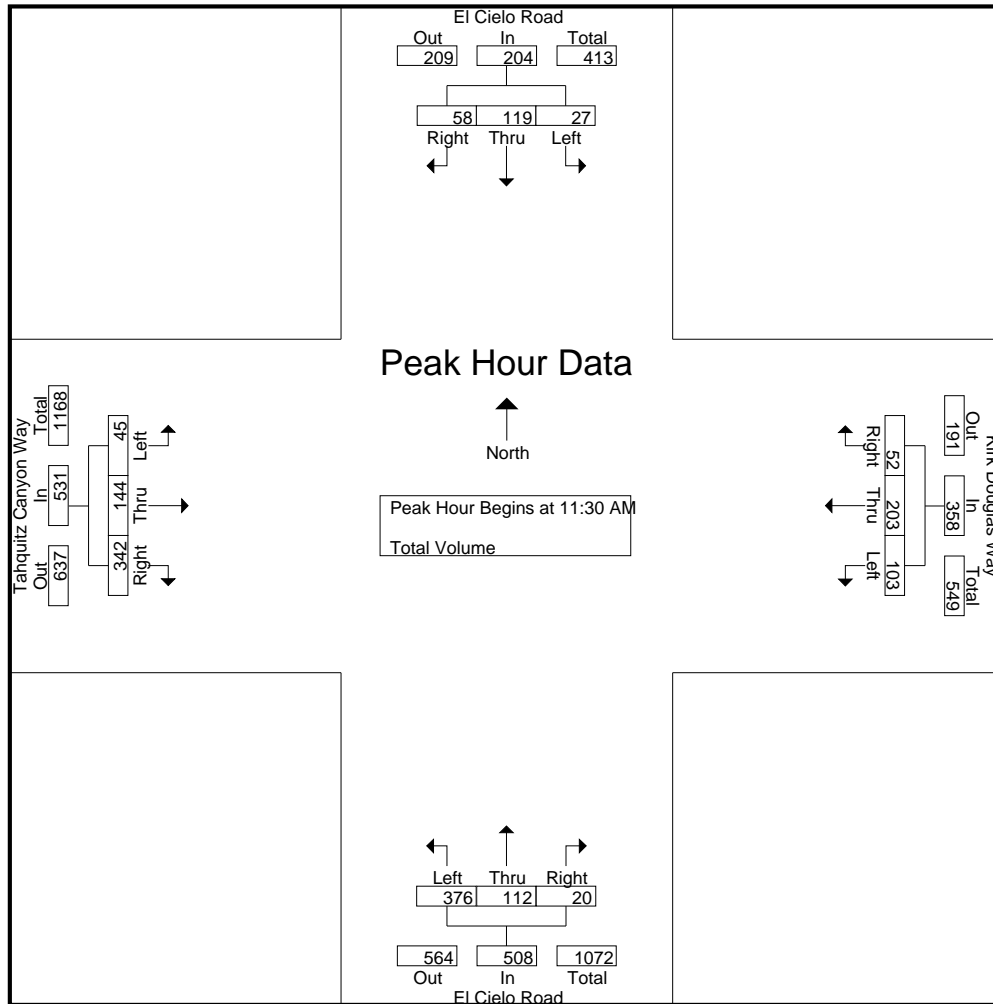 El Cielo Road
Out In Total
209 204 413
58 119 27
Right Thru Left
Peak Hour Data
North
Peak Hour Begins at 11:30 AM
Total Volume
Tahquitz Canyon Way
Total In Out
1168 531 637
45 144 342
Left Thru Right
Kirk Douglas Way
Out In Total
191 358 549
52 203 103
Right Thru Left
Left Thru Right
376 112 20
564 508 1072
Out In Total
El Cielo Road